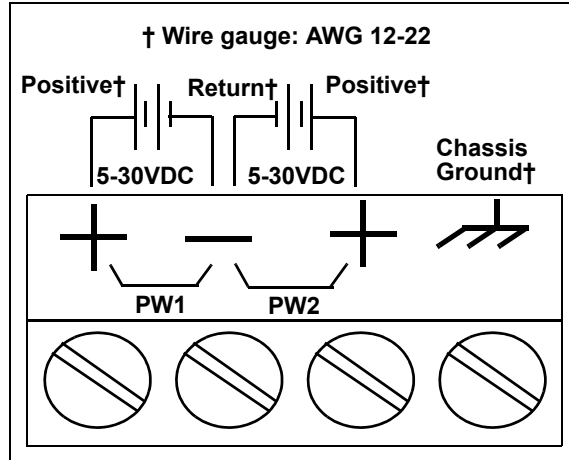 † Wire gauge: AWG 12-22
Positive† Return† Positive†
5-30VDC 5-30VDC
Chassis
Ground†
PW1 PW2